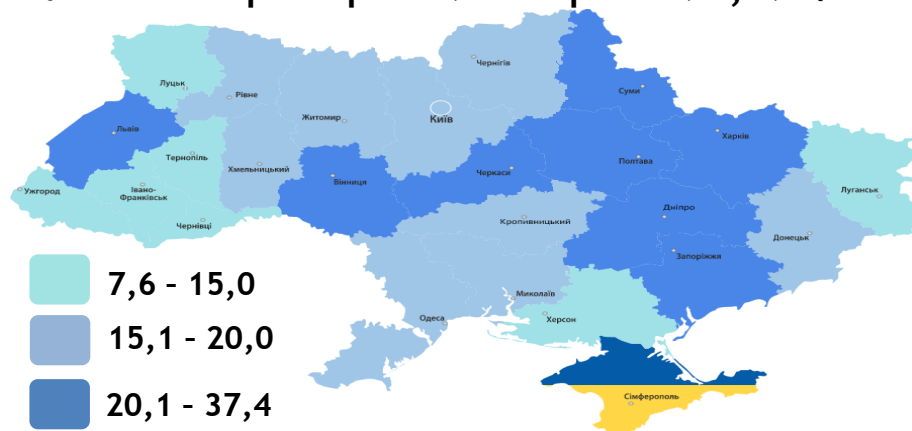 Чернігів
Луцьк
Рівне
Суми
Житомир
Київ
Львів
Харків
Тернопіль
Хмельницький
Полтава
Черкаси
Вінниця
Ужгород
Івано-
Франківськ
Луганськ
Чернівці
Дніпро
Кропивницький
Донецьк
Запоріжжя
7,6 – 15,0
Миколаїв
Херсон
Одеса
15,1 – 20,0
20,1 – 37,4
Сімферополь